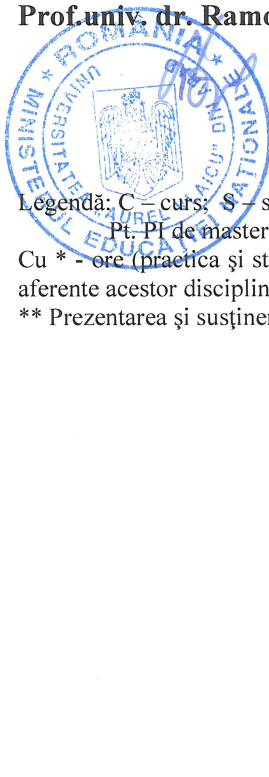 Prof.univ. dr. Ramo
ROMÂNIA
MINISTERUL EDUCAȚIEI NAȚIONALE
UNIVERSITATEA "AUREL VLAICU" DIN ARAD
Legendă: C – curs; S – s
Pt. PI de master
Cu * - ore (practica şi st
aferente acestor disciplin
** Prezentarea şi susţiner